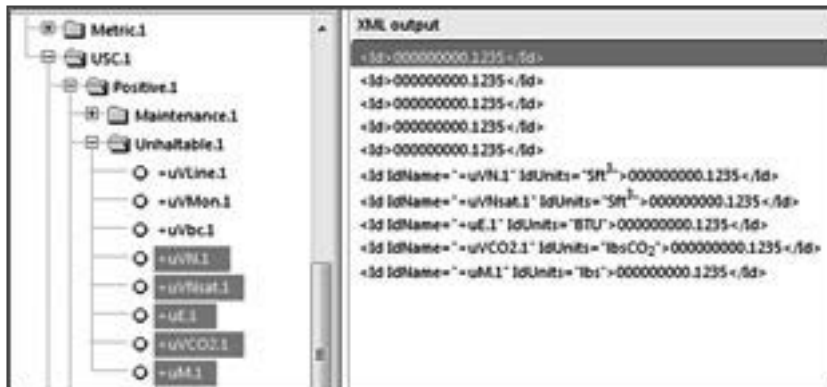 Metric.1
USC.1
Positive.1
Maintenance.1
Unhaltable.1
+uVLine.1
+uVMon.1
+uVbc.1
+uVN.1
+uVNsat.1
+uE.1
+uVCO2.1
+uM.1
XML output
<Id>000000000.1235</Id>
<Id>000000000.1235</Id>
<Id>000000000.1235</Id>
<Id>000000000.1235</Id>
<Id>000000000.1235</Id>
<Id IdName="+uVN.1" IdUnits="Sft³">000000000.1235</Id>
<Id IdName="+uVNsat.1" IdUnits="Sft³">000000000.1235</Id>
<Id IdName="+uE.1" IdUnits="BTU">000000000.1235</Id>
<Id IdName="+uVCO2.1" IdUnits="lbsCO₂">000000000.1235</Id>
<Id IdName="+uM.1" IdUnits="lbs">000000000.1235</Id>